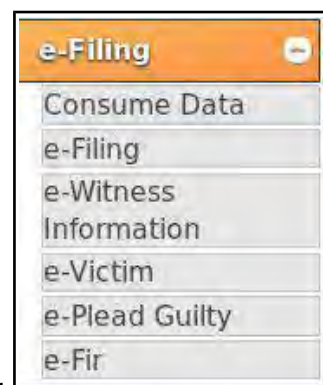 e-Filing
Consume Data
e-Filing
e-Witness
Information
e-Victim
e-Plead Guilty
e-Fir